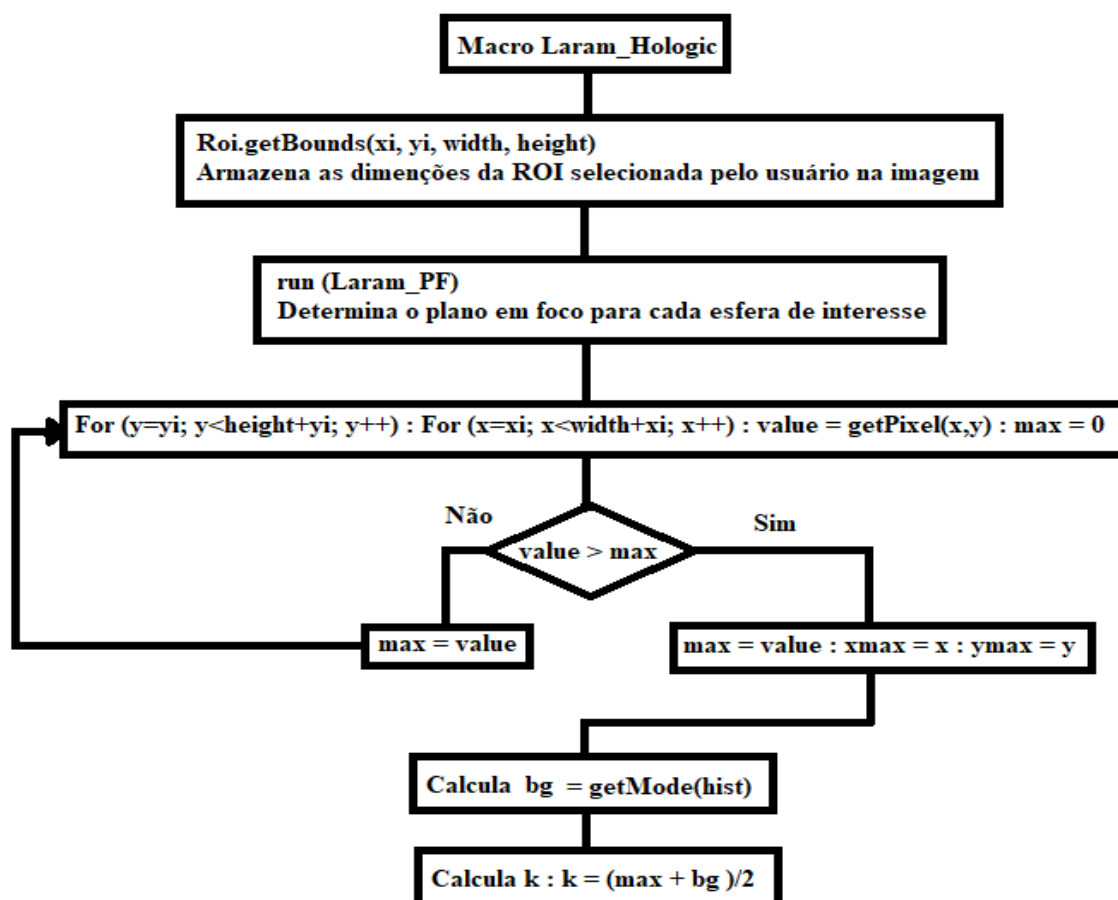 Macro Laram_Hologic
Roi.getBounds(xi, yi, width, height)
Armazena as dimenções da ROI selecionada pelo usuário na imagem
run (Laram_PF)
Determina o plano em foco para cada esfera de interesse
For (y=yi; y<height+yi; y++) : For (x=xi; x<width+xi; x++) : value = getPixel(x,y) : max = 0
Não
Sim
value > max
max = value
max = value : xmax = x : ymax = y
Calcula bg = getMode(hist)
Calcula k : k = (max + bg )/2